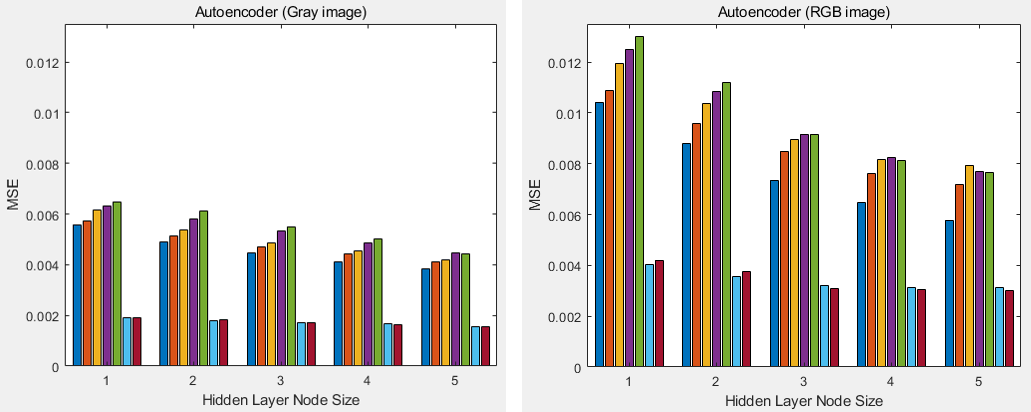 Autoencoder (Gray image)
0.012
0.01
0.008
0.006
0.004
0.002
0
MSE
1 2 3 4 5
Hidden Layer Node Size
Autoencoder (RGB image)
0.012
0.01
0.008
0.006
0.004
0.002
0
MSE
1 2 3 4 5
Hidden Layer Node Size